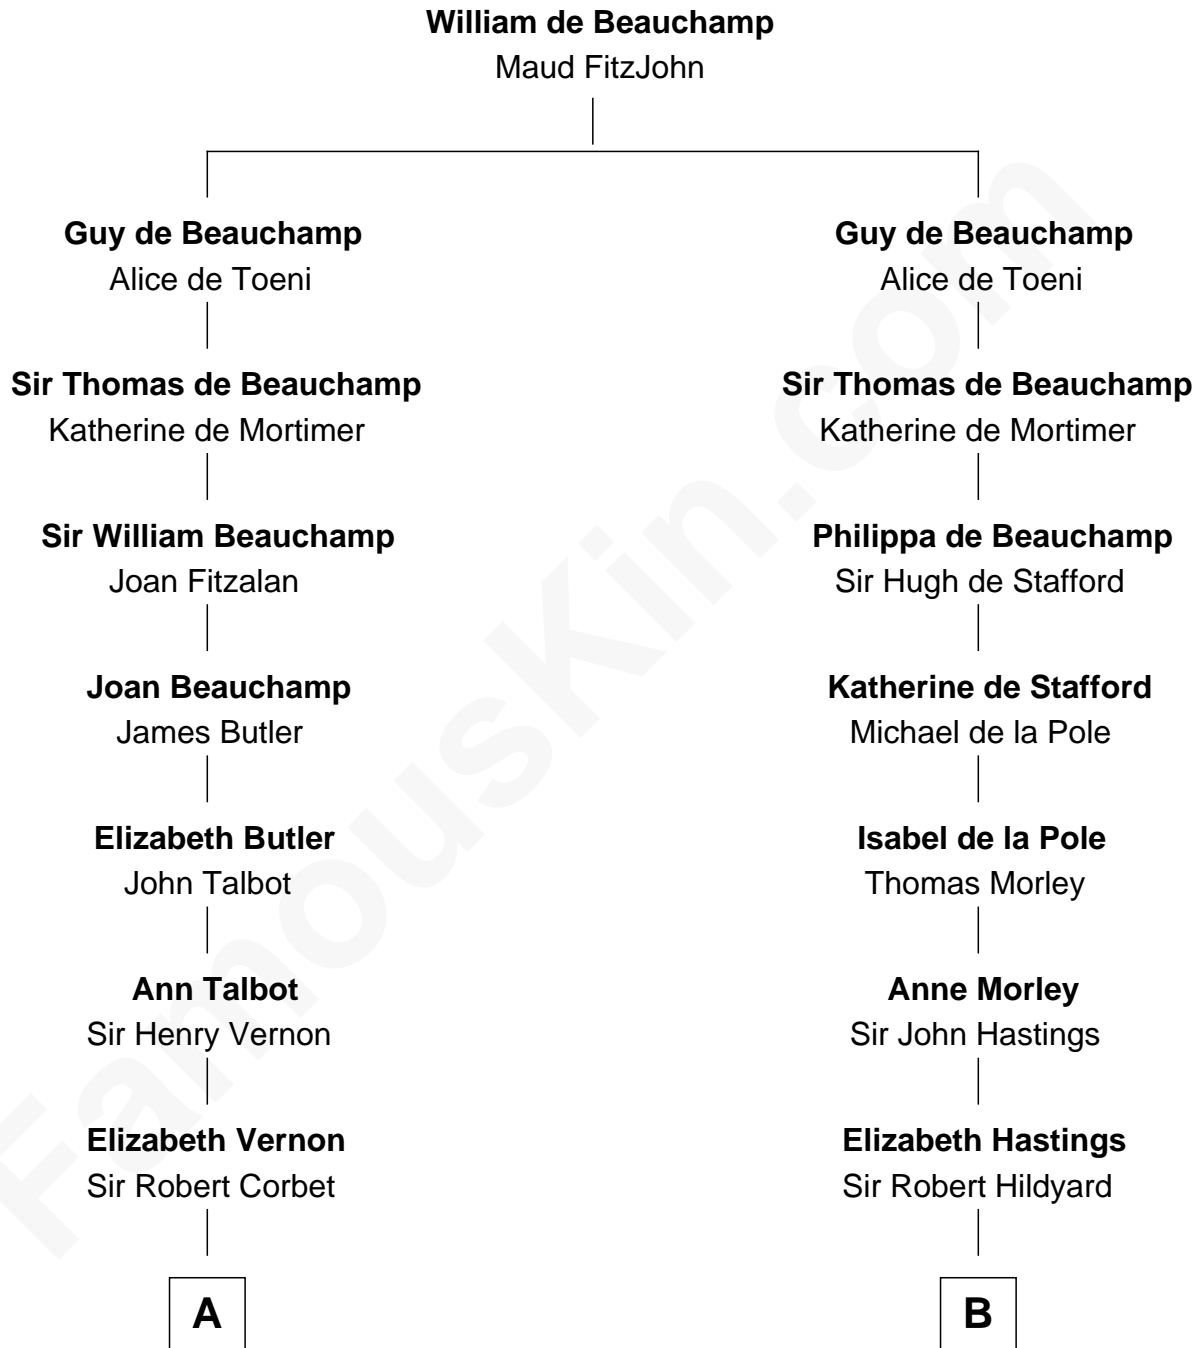 William de Beauchamp
Maud FitzJohn
Guy de Beauchamp
Alice de Toeni
Guy de Beauchamp
Alice de Toeni
Sir Thomas de Beauchamp
Katherine de Mortimer
Sir Thomas de Beauchamp
Katherine de Mortimer
Sir William Beauchamp
Joan Fitzalan
Philippa de Beauchamp
Sir Hugh de Stafford
Joan Beauchamp
James Butler
Katherine de Stafford
Michael de la Pole
Elizabeth Butler
John Talbot
Isabel de la Pole
Thomas Morley
Ann Talbot
Sir Henry Vernon
Anne Morley
Sir John Hastings
Elizabeth Vernon
Sir Robert Corbet
Elizabeth Hastings
Sir Robert Hildyard
A
B
FamousKin.com